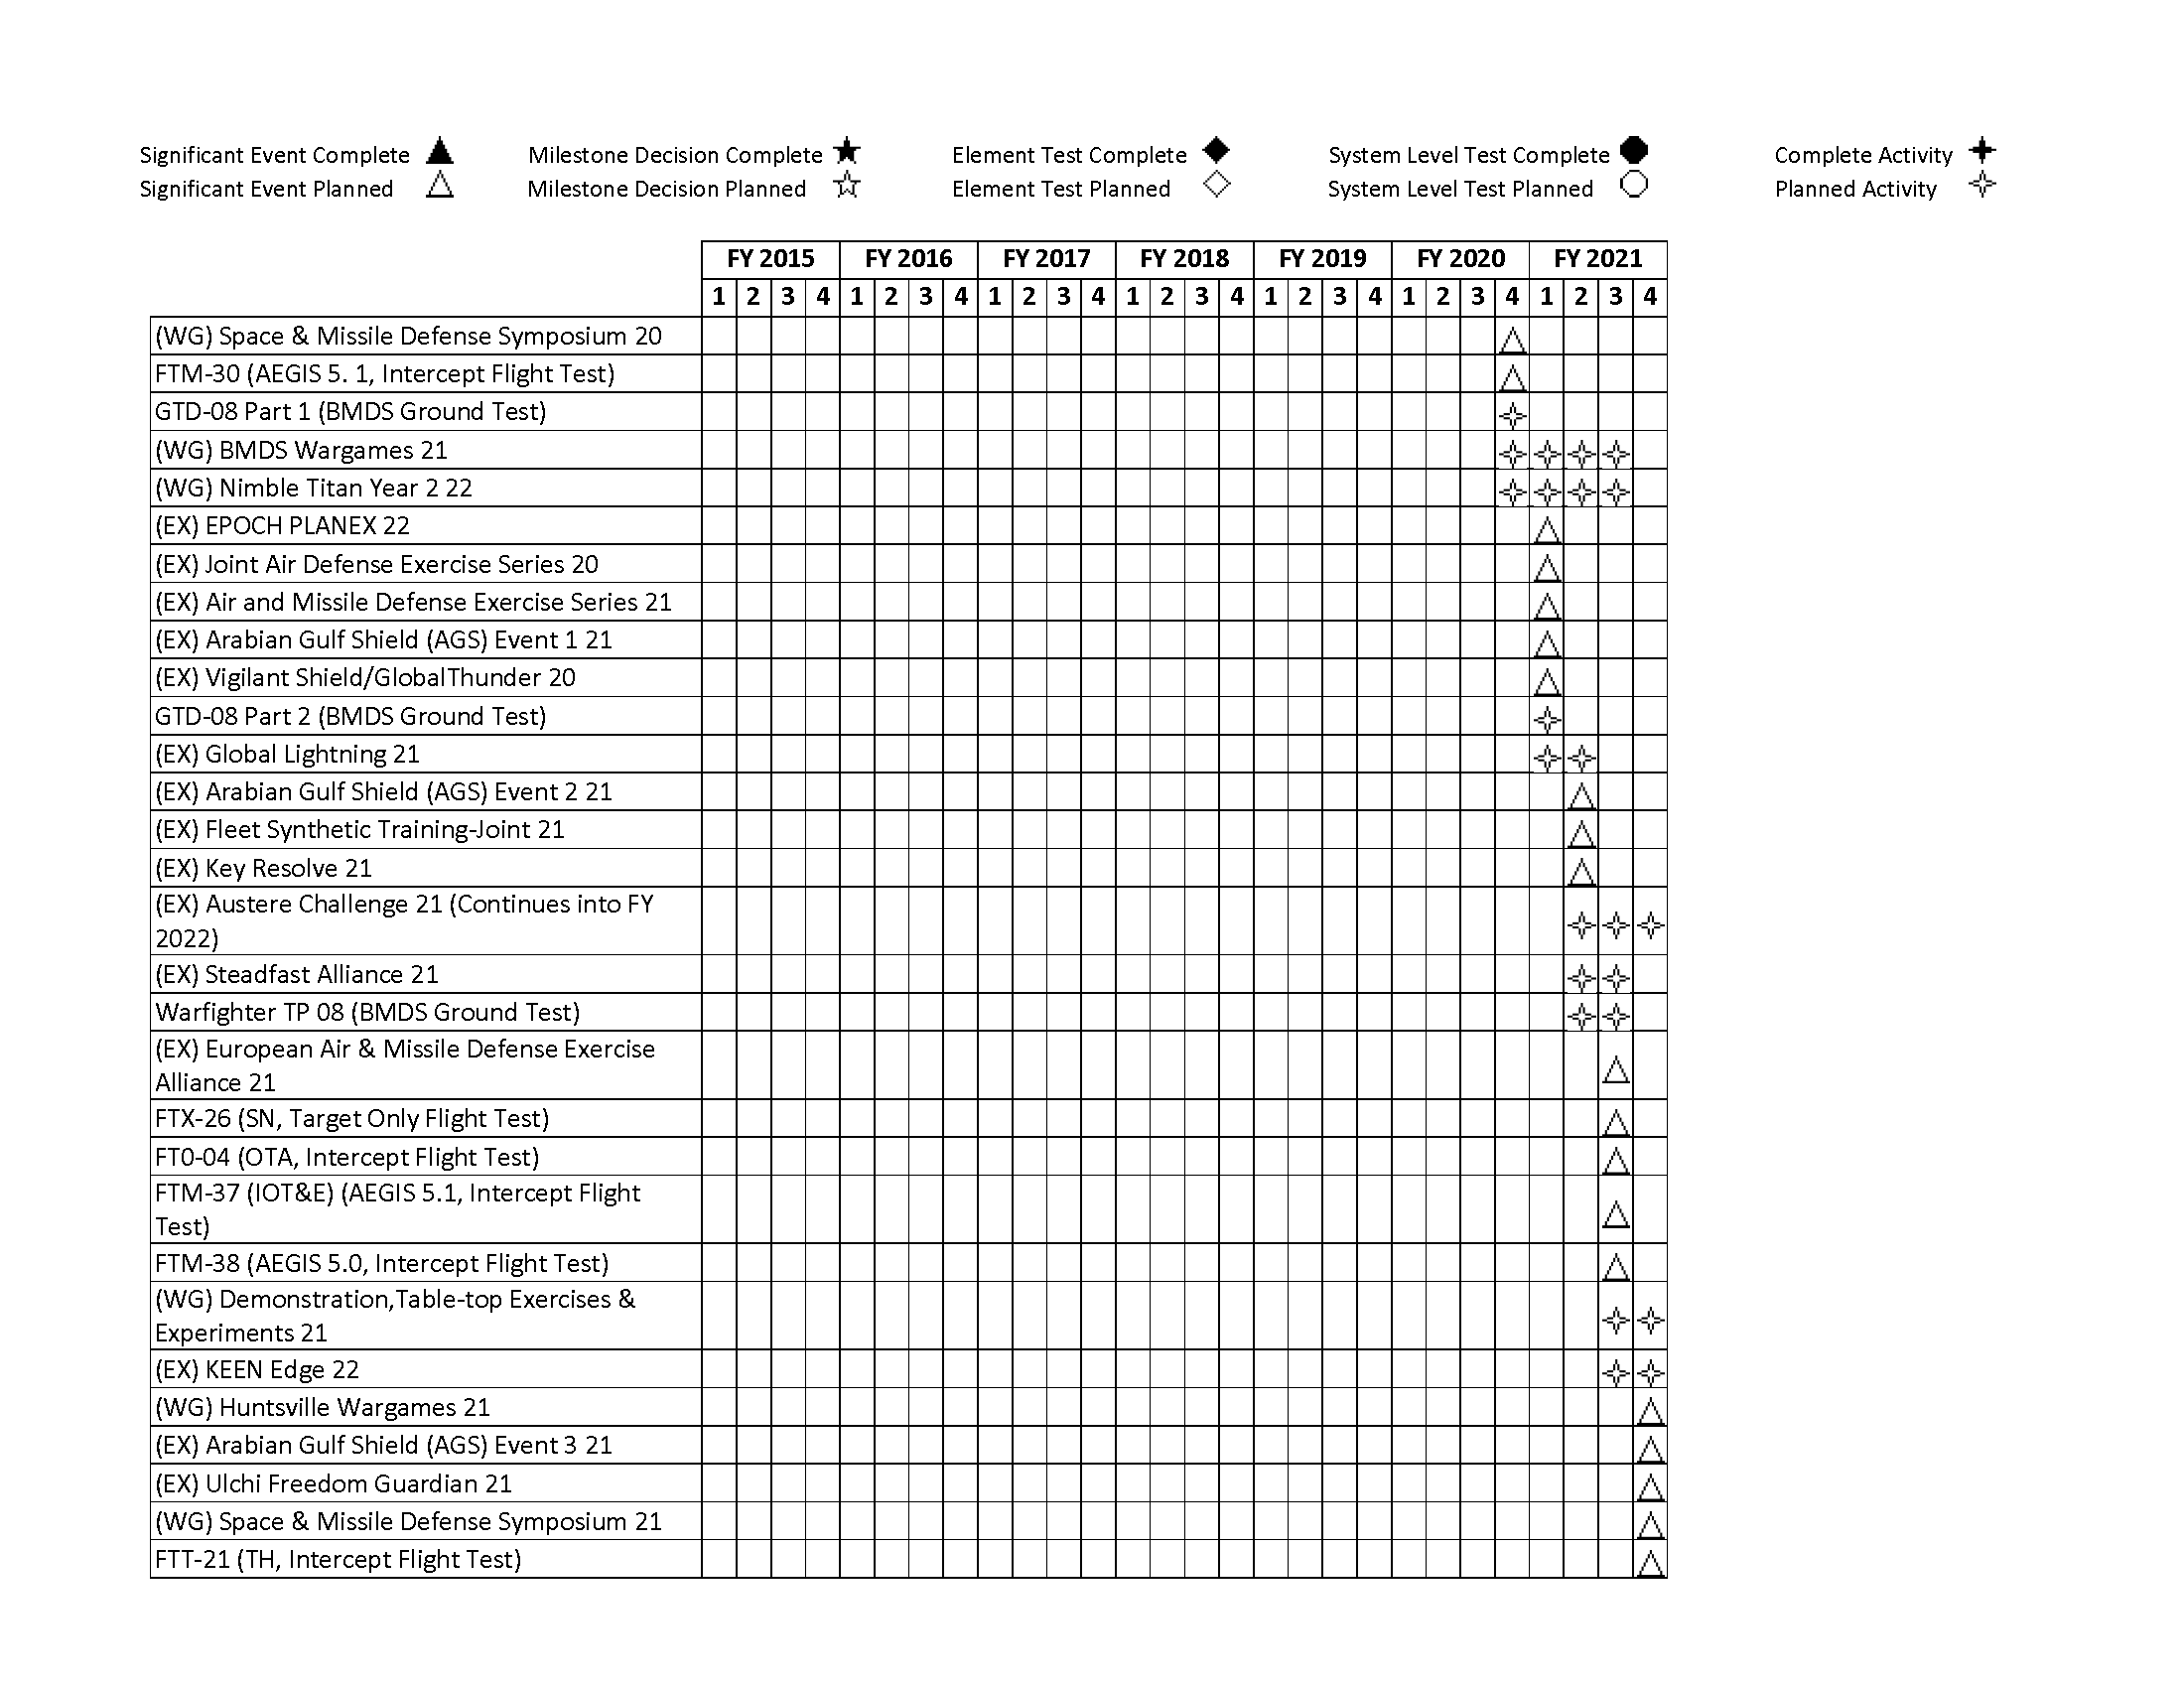 Significant Event Complete Milestone Decision Complete Element Test Complete System Level Test Complete Complete Activity
Significant Event Planned Milestone Decision Planned Element Test Planned System Level Test Planned Planned Activity
FY 2015 FY 2016 FY 2017 FY 2018 FY 2019 FY 2020 FY 2021
1 2 3 4 1 2 3 4 1 2 3 4 1 2 3 4 1 2 3 4 1 2 3 4 1 2 3 4
(WG) Space & Missile Defense Symposium 20
FTM-30 (AEGIS 5. 1, Intercept Flight Test)
GTD-08 Part 1 (BMDS Ground Test)
(WG) BMDS Wargames 21
(WG) Nimble Titan Year 2 22
(EX) EPOCH PLANEX 22
(EX) Joint Air Defense Exercise Series 20
(EX) Air and Missile Defense Exercise Series 21
(EX) Arabian Gulf Shield (AGS) Event 1 21
(EX) Vigilant Shield/GlobalThunder 20
GTD-08 Part 2 (BMDS Ground Test)
(EX) Global Lightning 21
(EX) Arabian Gulf Shield (AGS) Event 2 21
(EX) Fleet Synthetic Training-Joint 21
(EX) Key Resolve 21
(EX) Austere Challenge 21 (Continues into FY
2022)
(EX) Steadfast Alliance 21
Warfighter TP 08 (BMDS Ground Test)
(EX) European Air & Missile Defense Exercise
Alliance 21
FTX-26 (SN, Target Only Flight Test)
FT0-04 (OTA, Intercept Flight Test)
FTM-37 (IOT&E) (AEGIS 5.1, Intercept Flight
Test)
FTM-38 (AEGIS 5.0, Intercept Flight Test)
(WG) Demonstration,Table-top Exercises &
Experiments 21
(EX) KEEN Edge 22
(WG) Huntsville Wargames 21
(EX) Arabian Gulf Shield (AGS) Event 3 21
(EX) Ulchi Freedom Guardian 21
(WG) Space & Missile Defense Symposium 21
FTT-21 (TH, Intercept Flight Test)